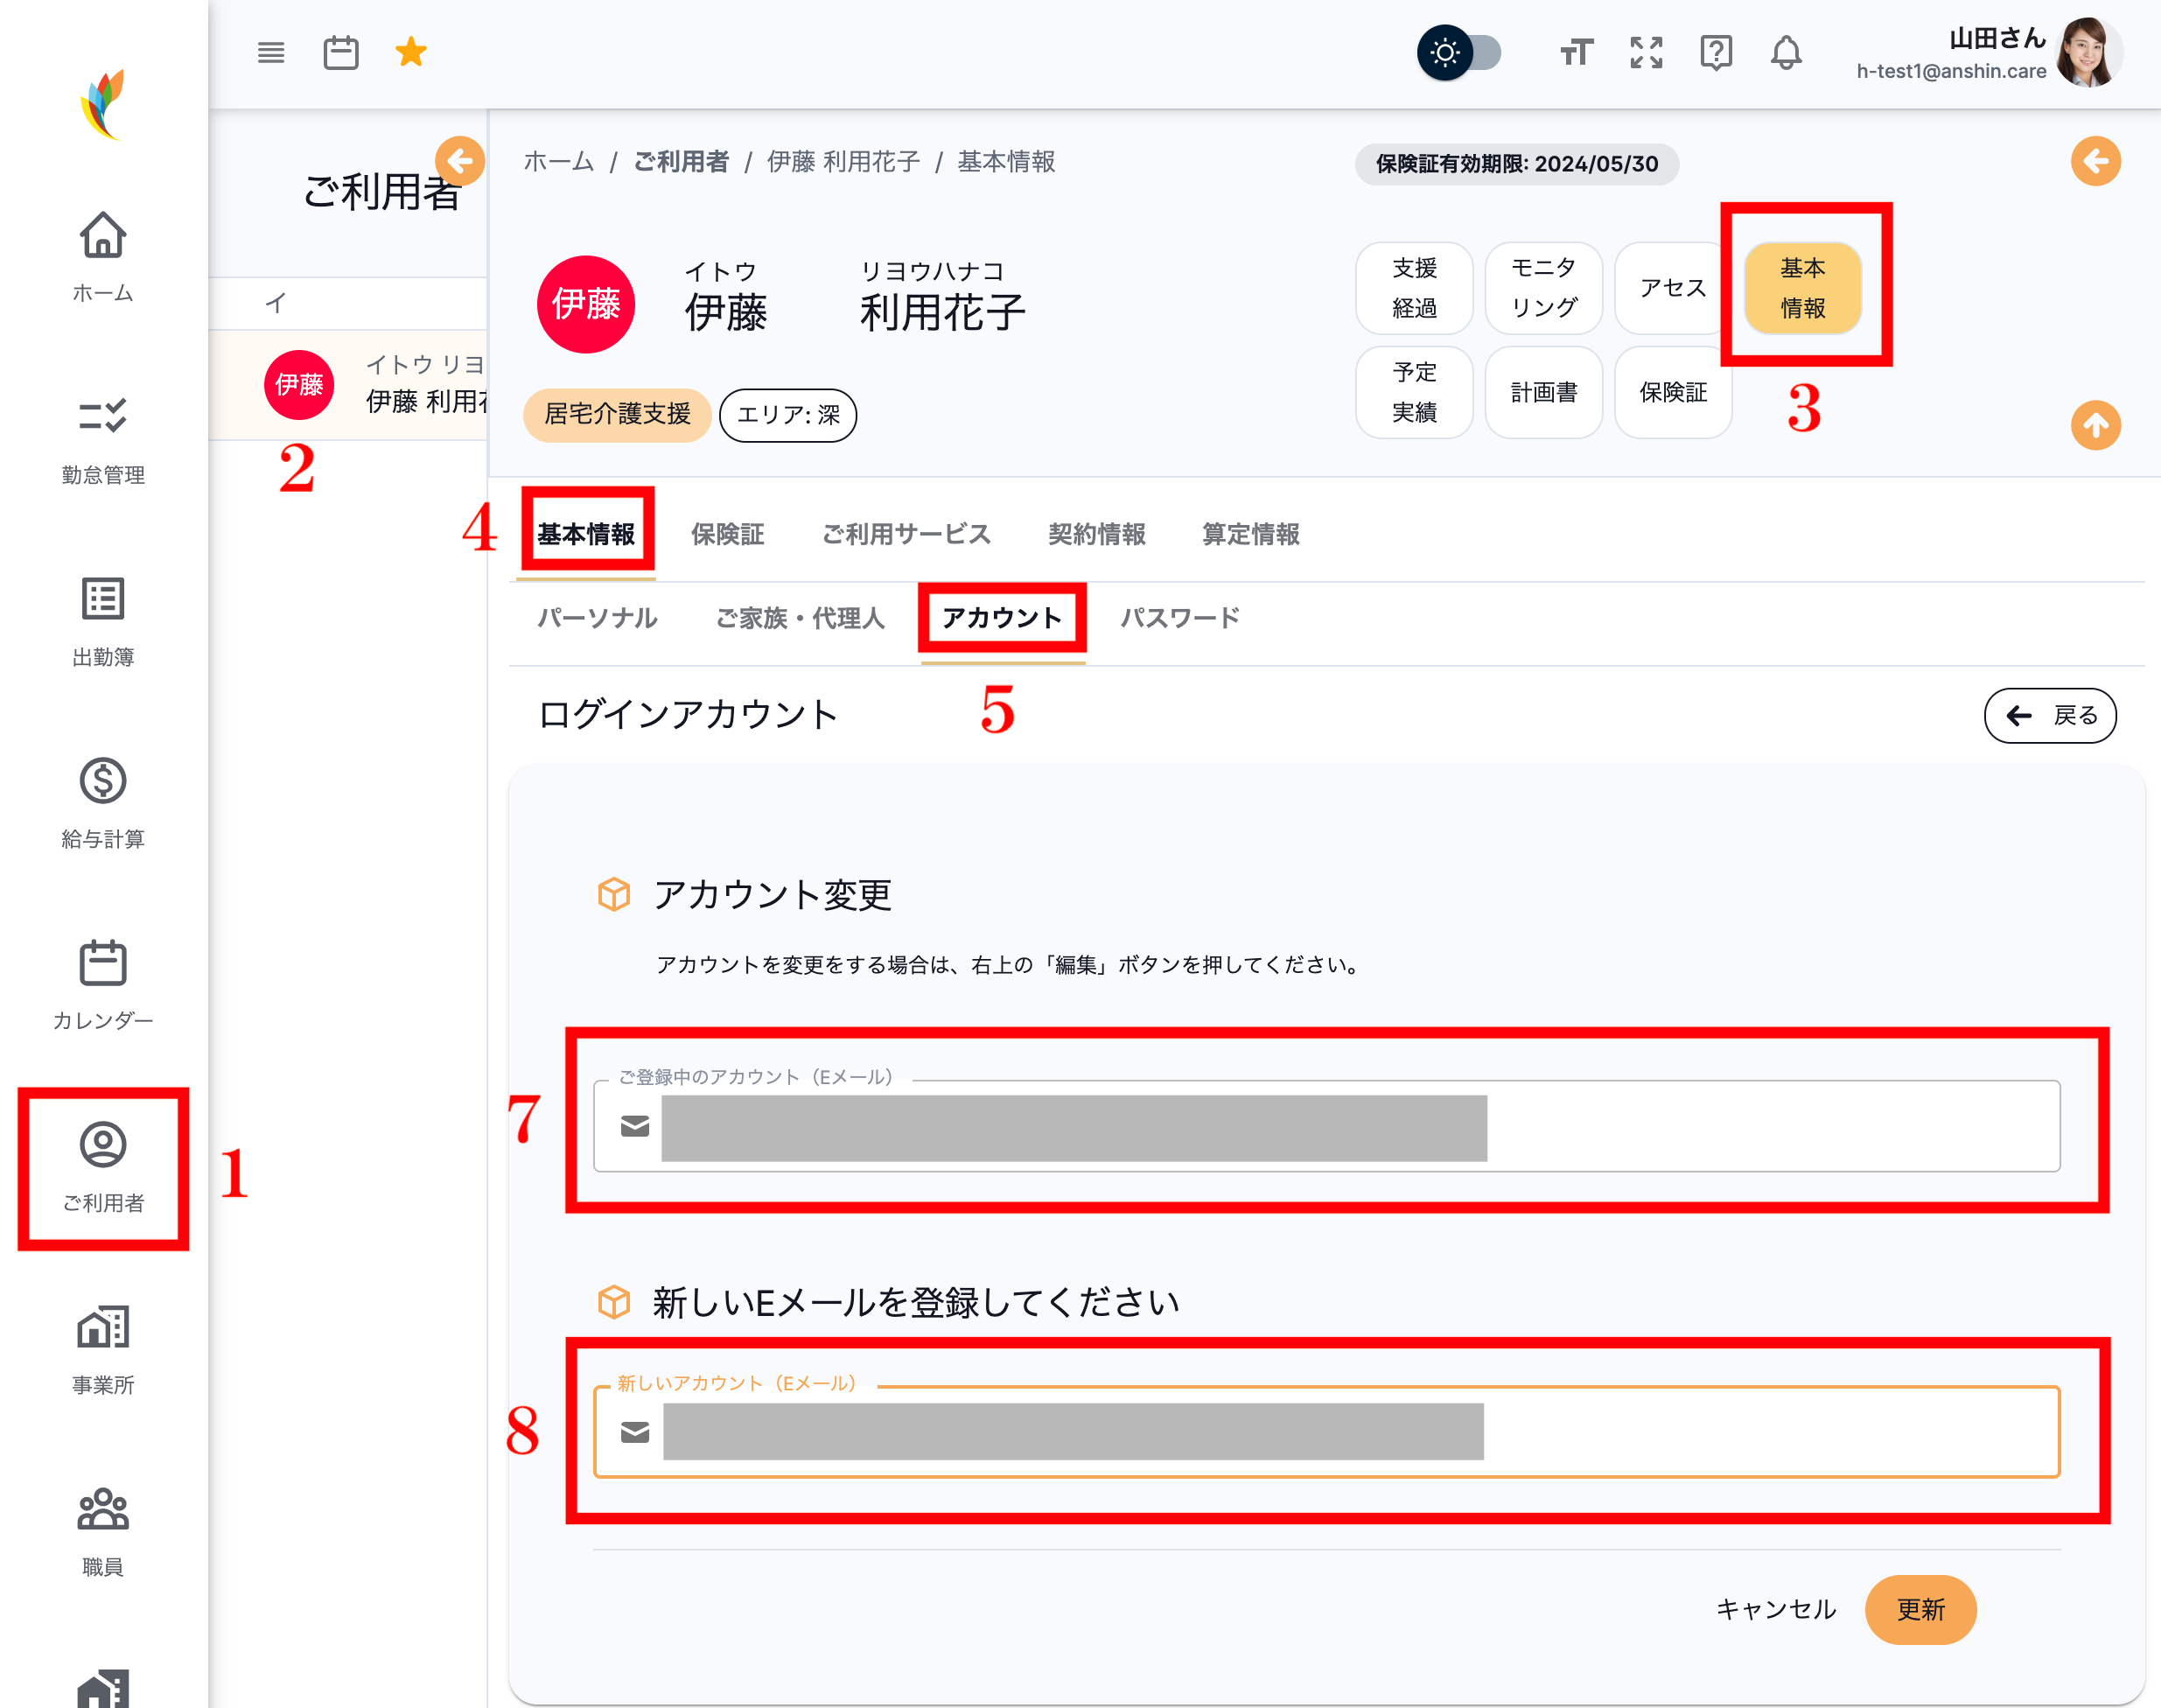 山田さん
h-test1@anshin.care
ホーム
勤怠管理
出勤簿
給与計算
カレンダー
ご利用者
1
事業所
職員
ご利用者
イ
伊藤
イトウ リヨ
伊藤 利用
2
ホーム / ご利用者 / 伊藤 利用花子 / 基本情報
保険証有効期限: 2024/05/30
伊藤
イトウ リヨウハナコ
伊藤 利用花子
居宅介護支援
エリア: 深
支援
経過
モニタ
リング
アセス
基本
情報
予定
実績
計画書
保険証
3
4
基本情報 保険証 ご利用サービス 契約情報 算定情報
パーソナル ご家族・代理人 アカウント パスワード
5
ログインアカウント
戻る
アカウント変更
アカウントを変更をする場合は、右上の「編集」ボタンを押してください。
7
ご登録中のアカウント（Eメール）
新しいEメールを登録してください
8
新しいアカウント（Eメール）
キャンセル
更新